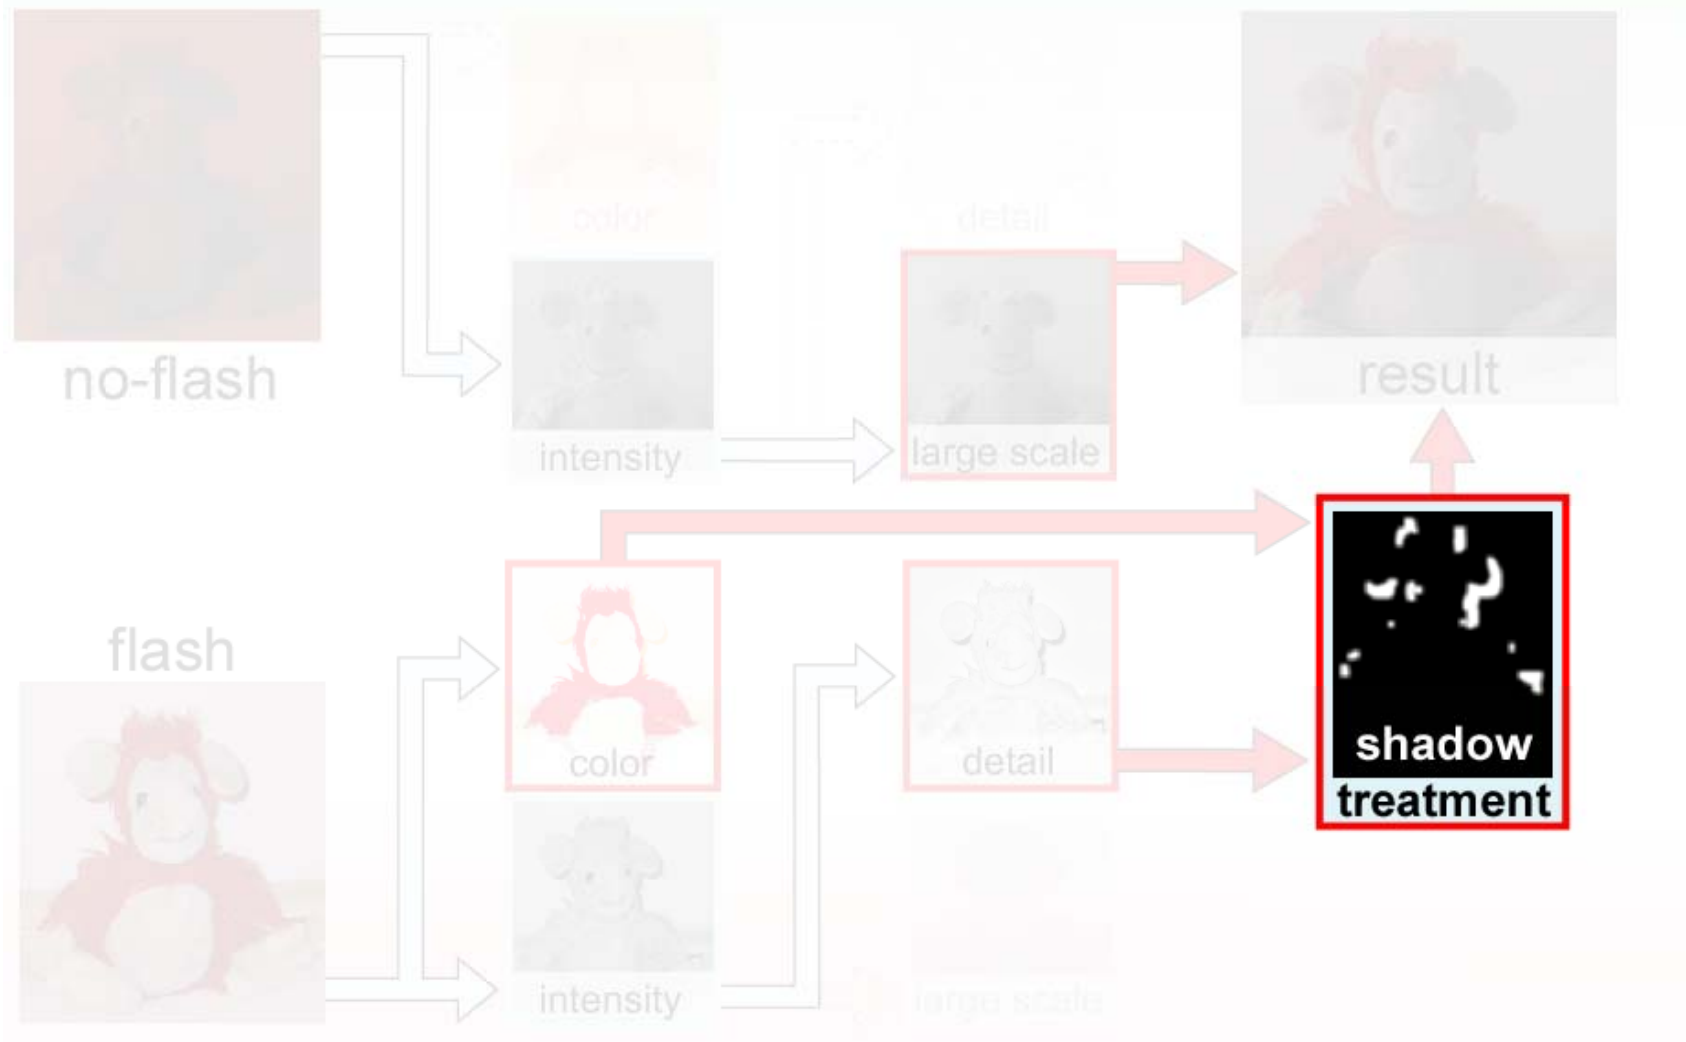 color
detail
no-flash
result
intensity
large scale
flash
color
detail
shadow
treatment
intensity
large scale